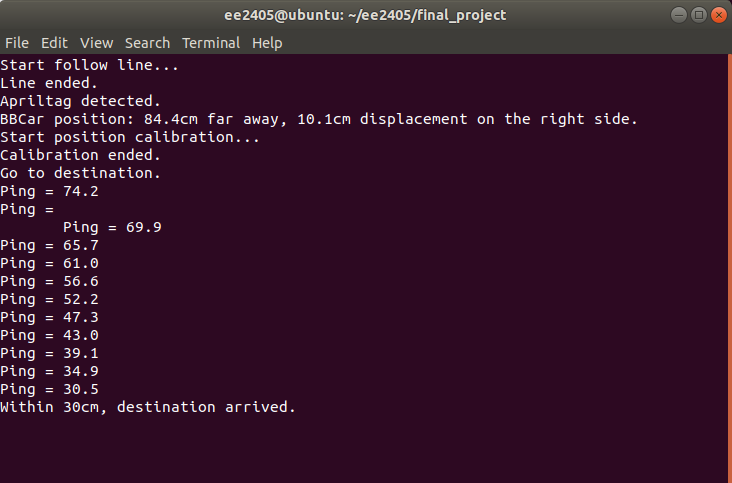 ee2405@ubuntu: ~/ee2405/final_project
File Edit View Search Terminal Help
Start follow line...
Line ended.
Apriltag detected.
BBCar position: 84.4cm far away, 10.1cm displacement on the right side.
Start position calibration...
Calibration ended.
Go to destination.
Ping = 74.2
Ping =
Ping = 69.9
Ping = 65.7
Ping = 61.0
Ping = 56.6
Ping = 52.2
Ping = 47.3
Ping = 43.0
Ping = 39.1
Ping = 34.9
Ping = 30.5
Within 30cm, destination arrived.